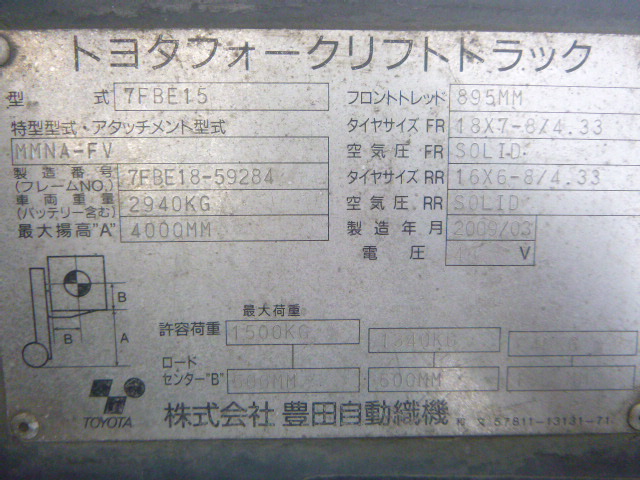 トヨタフォークリフトトラック
型 式 7FBE15
特型型式・アタッチメント型式
MMNA-FV
製造番号 (フレームNO.) 7FBE18-59284
車両重量 (バッテリー含む) 2940KG
最大揚高"A" 4000MM
フロントトレット 895MM
タイヤサイズ FR 18X7-8/4.33
空気圧 FR SOLID
タイヤサイズ RR 16X6-8/4.33
空気圧 RR SOLID
製造年月 2009/03
電圧 V
B
B A
最大荷重
許容荷重 1500KG
ロードセンター"B" 600MM
TOYOTA 株式会社 豊田自動織機 57811-13131-71